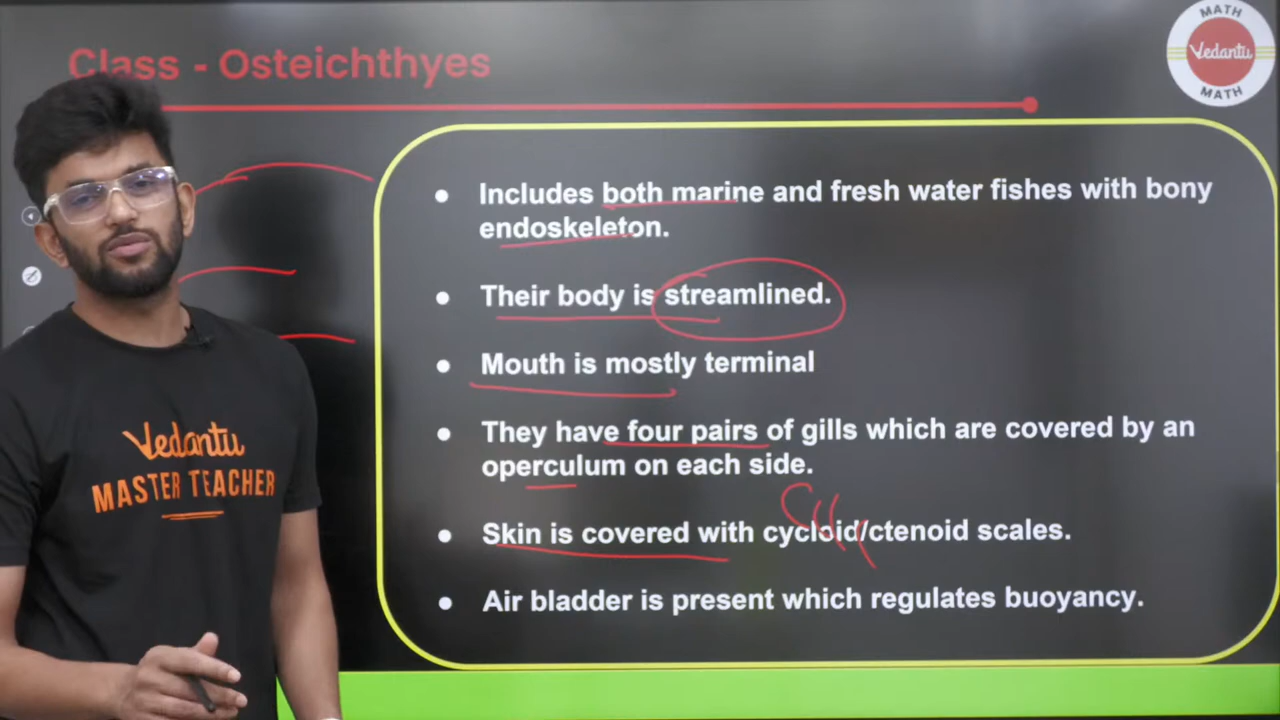 Class - Osteichthyes
MATH
Vedantu
MATH
• Includes both marine and fresh water fishes with bony
endoskeleton.
• Their body is streamlined.
• Mouth is mostly terminal
• They have four pairs of gills which are covered by an
operculum on each side.
• Skin is covered with cycloid/ctenoid scales.
• Air bladder is present which regulates buoyancy.
Vedantu
MASTER TEACHER